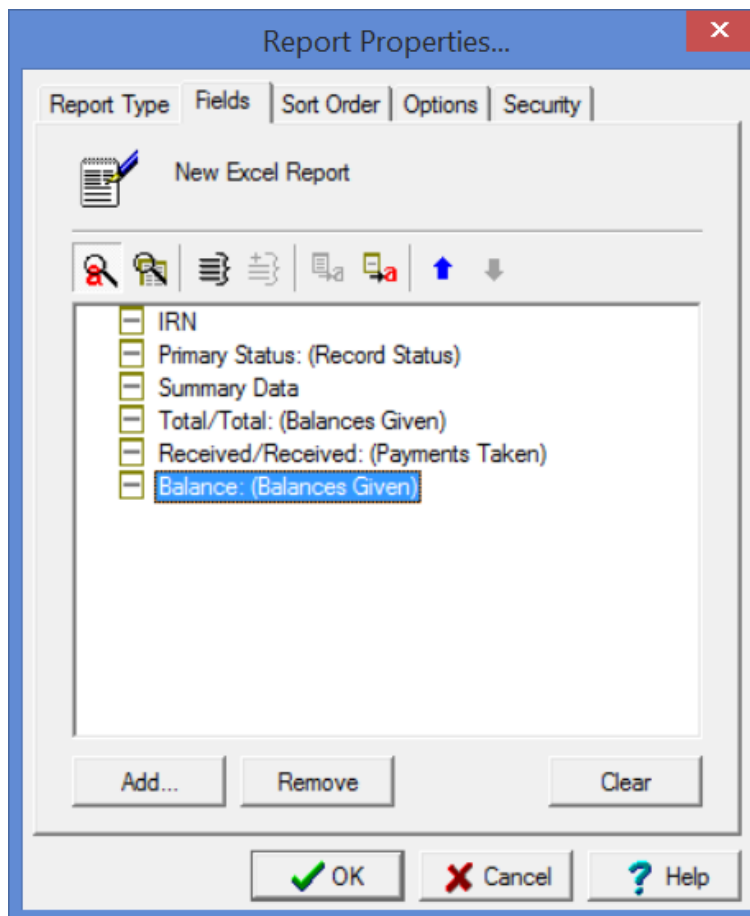 Report Properties...
Report Type Fields Sort Order Options Security
New Excel Report
IRN
Primary Status: (Record Status)
Summary Data
Total/Total: (Balances Given)
Received/Received: (Payments Taken)
Balance: (Balances Given)
Add... Remove Clear
OK Cancel Help